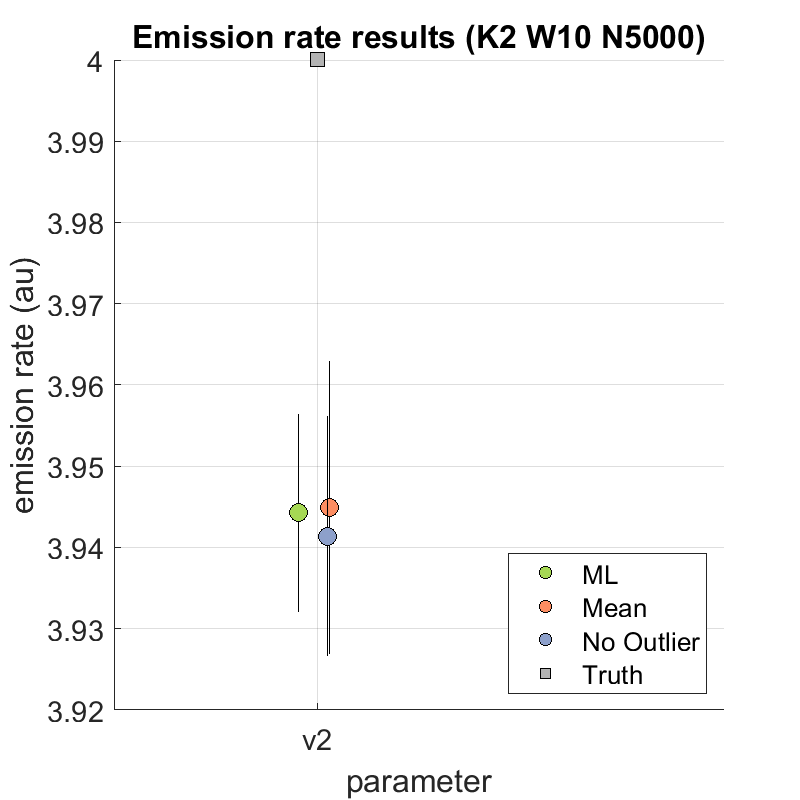 Emission rate results (K2 W10 N5000)
4
3.99
3.98
3.97
3.96
3.95
3.94
3.93
3.92
emission rate (au)
ML
Mean
No Outlier
Truth
v2
parameter